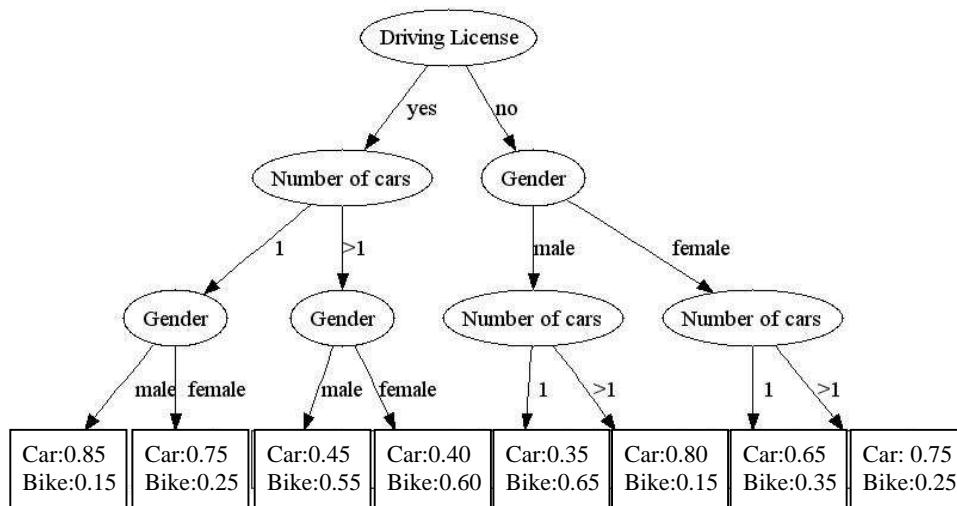 Driving License
yes
no
Number of cars
Gender
1
>1
male
female
Gender
Gender
Number of cars
Number of cars
male
female
male
female
1
>1
1
>1
Car:0.85
Bike:0.15
Car:0.75
Bike:0.25
Car:0.45
Bike:0.55
Car:0.40
Bike:0.60
Car:0.35
Bike:0.65
Car:0.80
Bike:0.15
Car:0.65
Bike:0.35
Car: 0.75
Bike:0.25